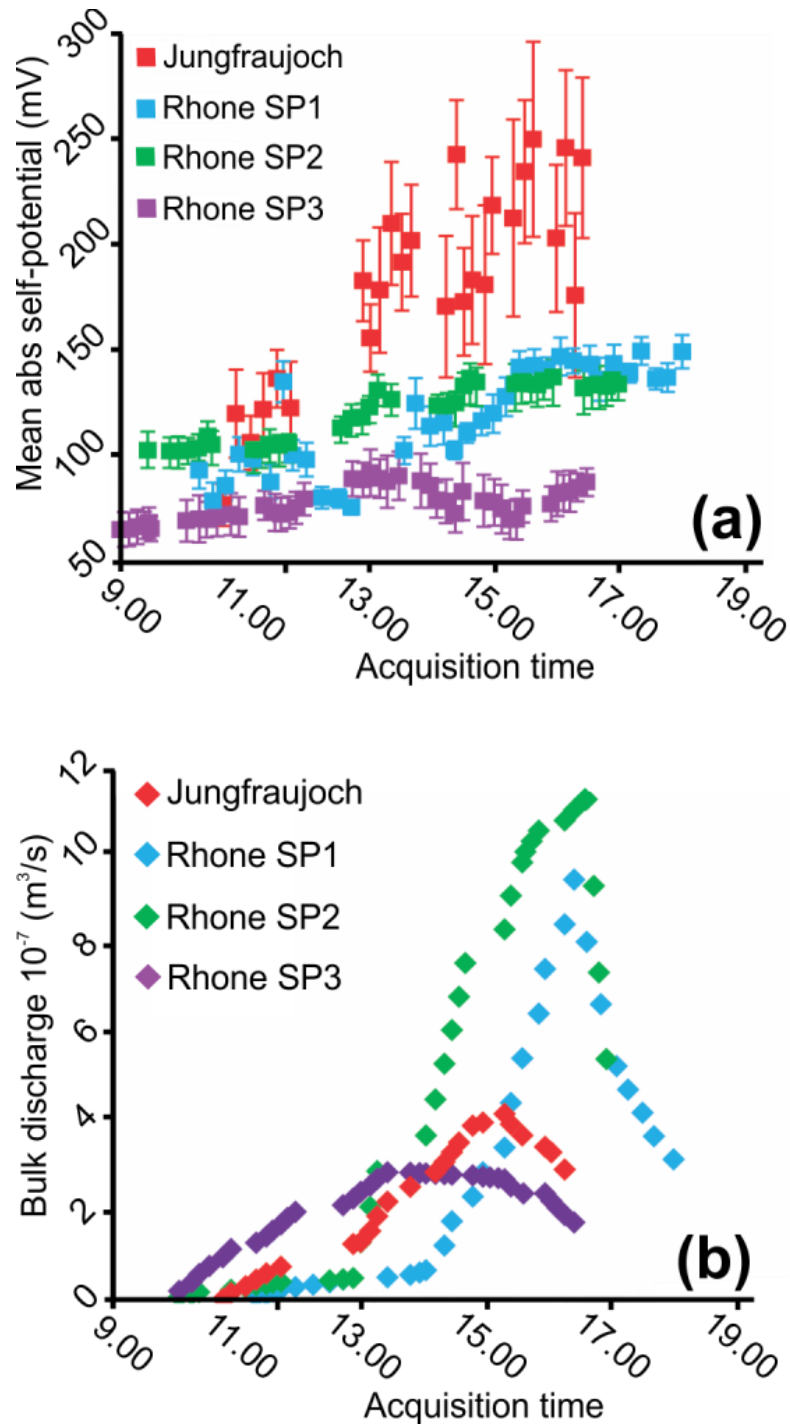 300
250
200
150
100
50
Mean abs self-potential (mV)
Jungfraujoch
Rhone SP1
Rhone SP2
Rhone SP3
(a)
9.00
11.00
13.00
15.00
17.00
19.00
Acquisition time
12
10
8
6
4
2
0
Bulk discharge 10⁻⁷ (m³/s)
Jungfraujoch
Rhone SP1
Rhone SP2
Rhone SP3
(b)
9.00
11.00
13.00
15.00
17.00
19.00
Acquisition time